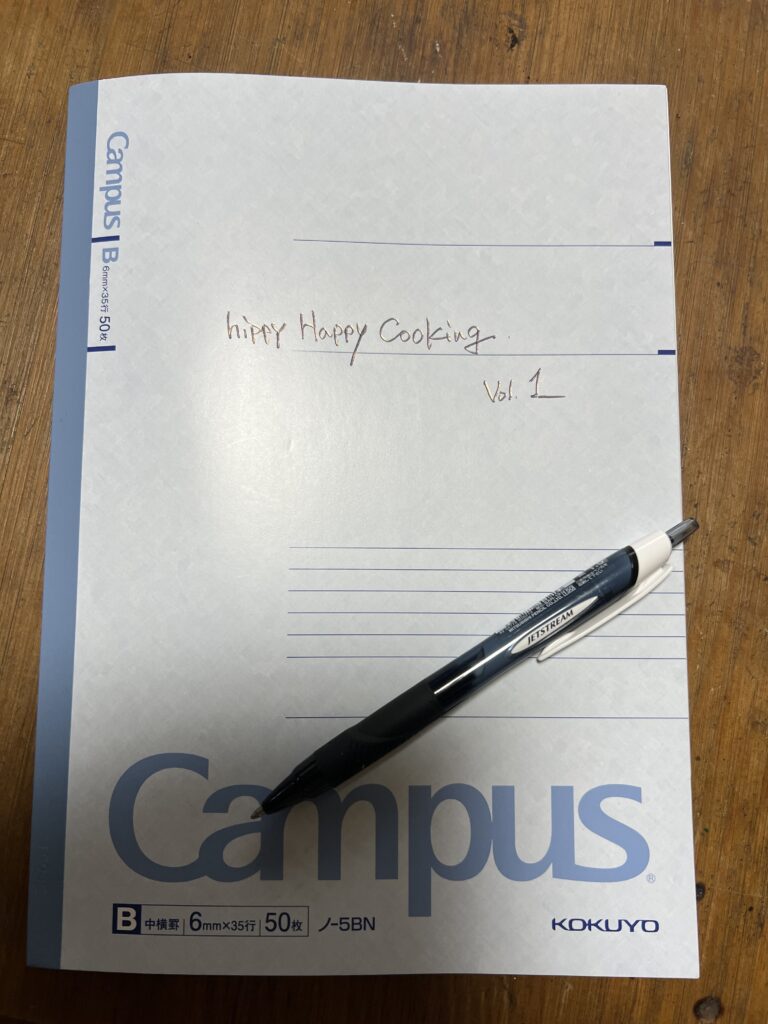 Campus
B 6mm×35行 50枚
hippy Happy Cooking.
Vol. 1
JETSTREAM
Campus®
B 中横罫 6mm×35行 50枚 ノ-5BN
KOKUYO